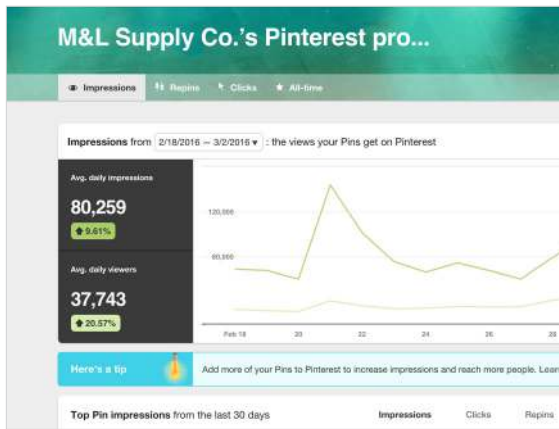 M&L Supply Co.'s Pinterest pro...
Impressions Repins Clicks All-time
Impressions from 2/18/2016 – 3/2/2016 ▾ : the views your Pins get on Pinterest
Avg. daily impressions
80,259
9.61%
Avg. daily viewers
37,743
20.57%
120,000
60,000
Feb 18 20 22 24 26 28
Here's a tip
Add more of your Pins to Pinterest to increase impressions and reach more people. Lear
Top Pin impressions from the last 30 days Impressions Clicks Repins